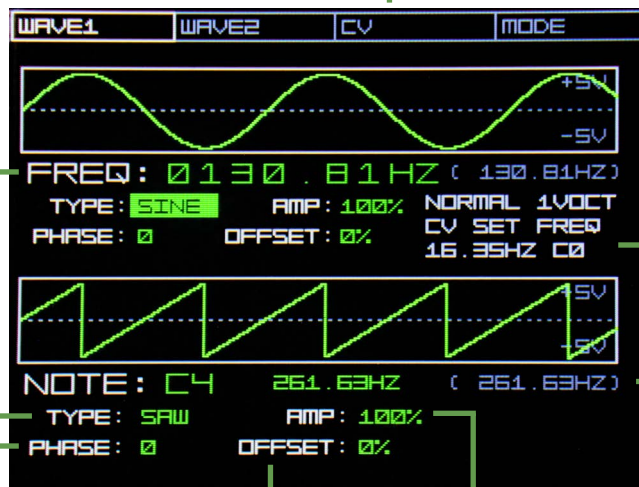 WAVE1 WAVE2 CV MODE
+5V
-5V
FREQ: 0130.81HZ ( 130.81HZ)
TYPE: SINE AMP: 100% NORMAL 1VOCT
PHASE: 0 OFFSET: 0% CV SET FREQ
16.35HZ C0
+5V
-5V
NOTE: C4 261.63HZ ( 261.63HZ)
TYPE: SAW AMP: 100%
PHASE: 0 OFFSET: 0%